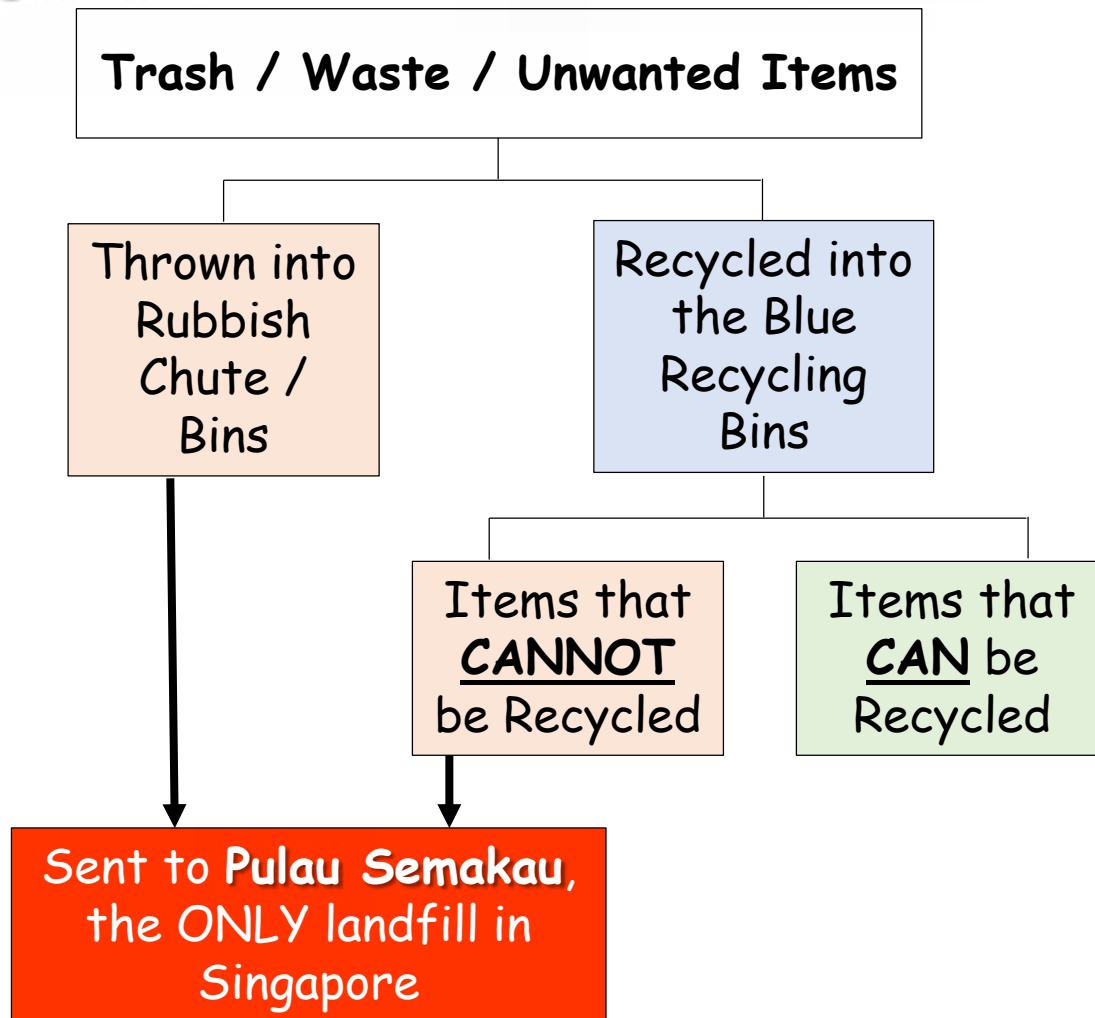 Trash / Waste / Unwanted Items
Thrown into
Rubbish
Chute /
Bins
Recycled into
the Blue
Recycling
Bins
Items that
CANNOT
be Recycled
Items that
CAN be
Recycled
Sent to Pulau Semakau,
the ONLY landfill in
Singapore